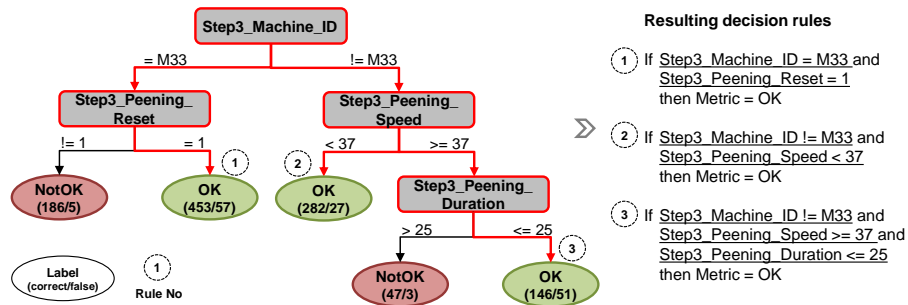 Step3_Machine_ID
= M33
!= M33
Step3_Peening_
Reset
Step3_Peening_
Speed
!= 1
= 1
1
2
< 37
>= 37
NotOK
(186/5)
OK
(453/57)
OK
(282/27)
Step3_Peening_
Duration
> 25
<= 25
3
NotOK
(47/3)
OK
(146/51)
Label
(correct/false)
1
Rule No
Resulting decision rules
1 If Step3_Machine_ID = M33 and
Step3_Peening_Reset = 1
then Metric = OK
2 If Step3_Machine_ID != M33 and
Step3_Peening_Speed < 37
then Metric = OK
3 If Step3_Machine_ID != M33 and
Step3_Peening_Speed >= 37 and
Step3_Peening_Duration <= 25
then Metric = OK